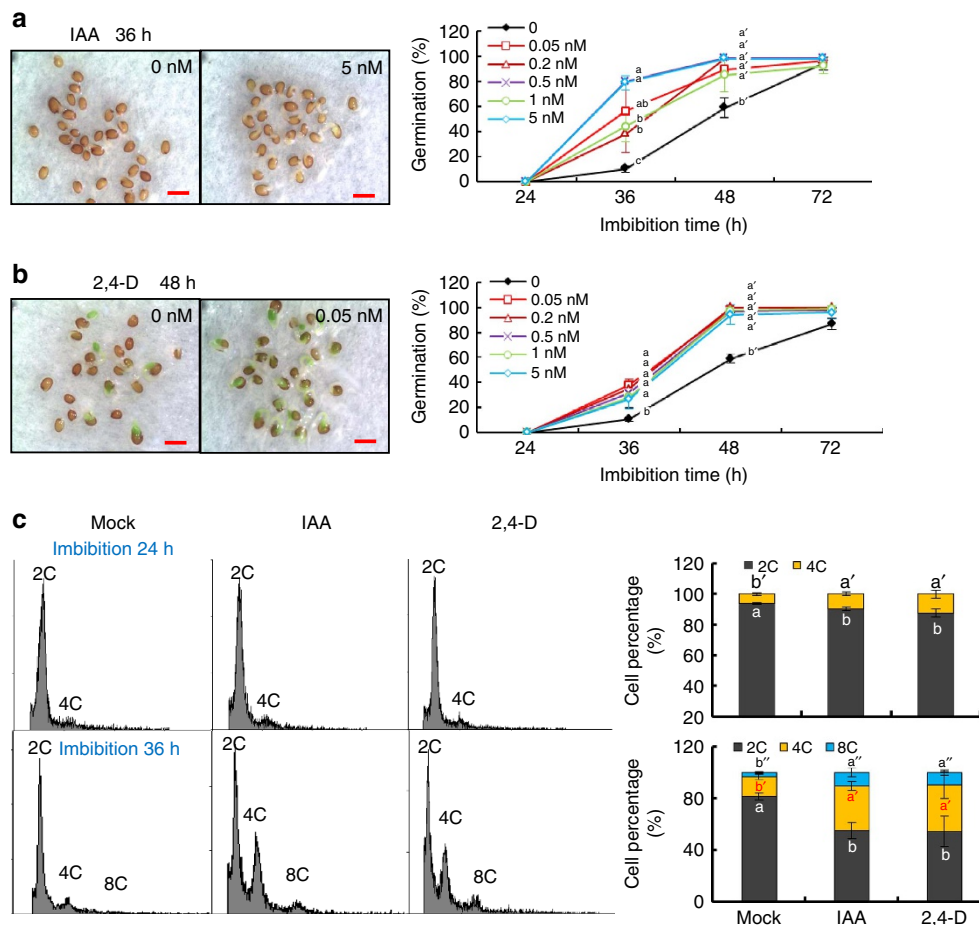 a
IAA 36 h
0 nM
5 nM
Germination (%)
120
100
80
60
40
20
0
0
0.05 nM
0.2 nM
0.5 nM
1 nM
5 nM
a
a
ab
b
b
c
a′
a′
a′
a′
a′
b′
24 36 48 72
Imbibition time (h)
b
2,4-D 48 h
0 nM
0.05 nM
Germination (%)
120
100
80
60
40
20
0
0
0.05 nM
0.2 nM
0.5 nM
1 nM
5 nM
a
a
a
a
a
b
a′
a′
a′
a′
a′
b′
24 36 48 72
Imbibition time (h)
c
Mock IAA 2,4-D
Imbibition 24 h
2C 4C
2C 4C
2C 4C
Cell percentage
(%)
120
100
80
60
100
20
2C 4C
b′ a′ a′
a b b
Imbibition 36 h
2C 4C 8C
2C 4C 8C
2C 4C 8C
Cell percentage
(%)
120
80
40
0
2C 4C 8C
b″ a″ a″
b′ a′ a′
a b b
Mock IAA 2,4-D